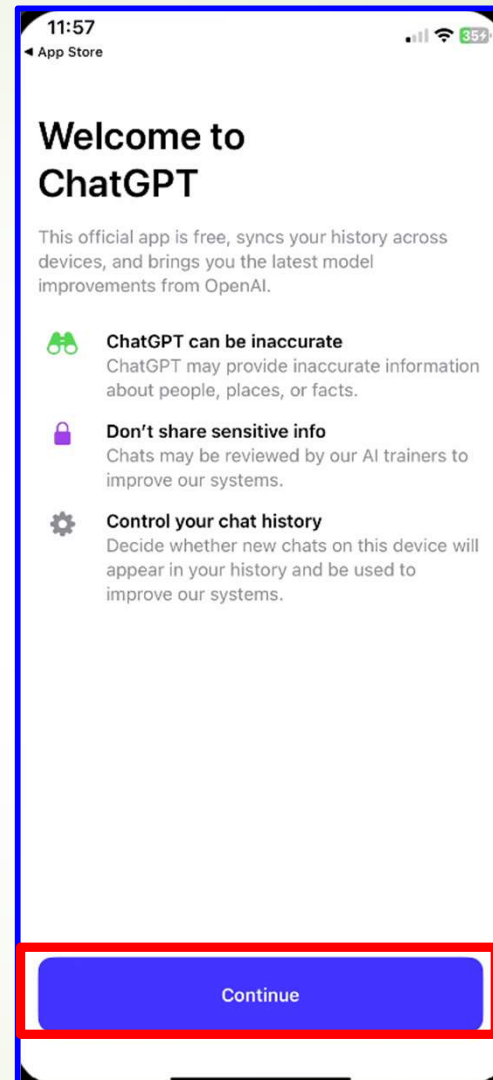 11:57
35
◀ App Store
Welcome to
ChatGPT
This official app is free, syncs your history across
devices, and brings you the latest model
improvements from OpenAI.
ChatGPT can be inaccurate
ChatGPT may provide inaccurate information
about people, places, or facts.
Don't share sensitive info
Chats may be reviewed by our AI trainers to
improve our systems.
Control your chat history
Decide whether new chats on this device will
appear in your history and be used to
improve our systems.
Continue